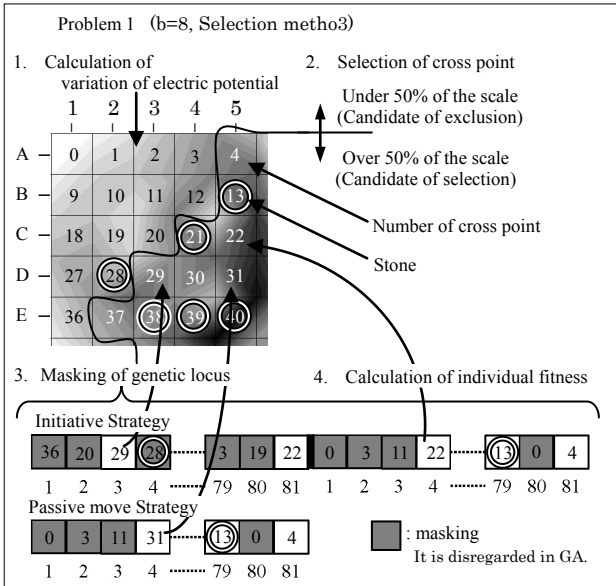 Problem 1 (b=8, Selection metho3)
1. Calculation of
variation of electric potential
2. Selection of cross point
1 2 3 4 5
Under 50% of the scale
(Candidate of exclusion)
A 0 1 2 3 4
Over 50% of the scale
(Candidate of selection)
B 9 10 11 12 13
Number of cross point
C 18 19 20 21 22
Stone
D 27 28 29 30 31
E 36 37 38 39 40
3. Masking of genetic locus
4. Calculation of individual fitness
Initiative Strategy
36 20 29 28 3 19 22 0 3 11 22 13 0 4
1 2 3 4 79 80 81 1 2 3 4 79 80 81
Passive move Strategy
0 3 11 31 13 0 4
: masking
It is disregarded in GA.
1 2 3 4 79 80 81